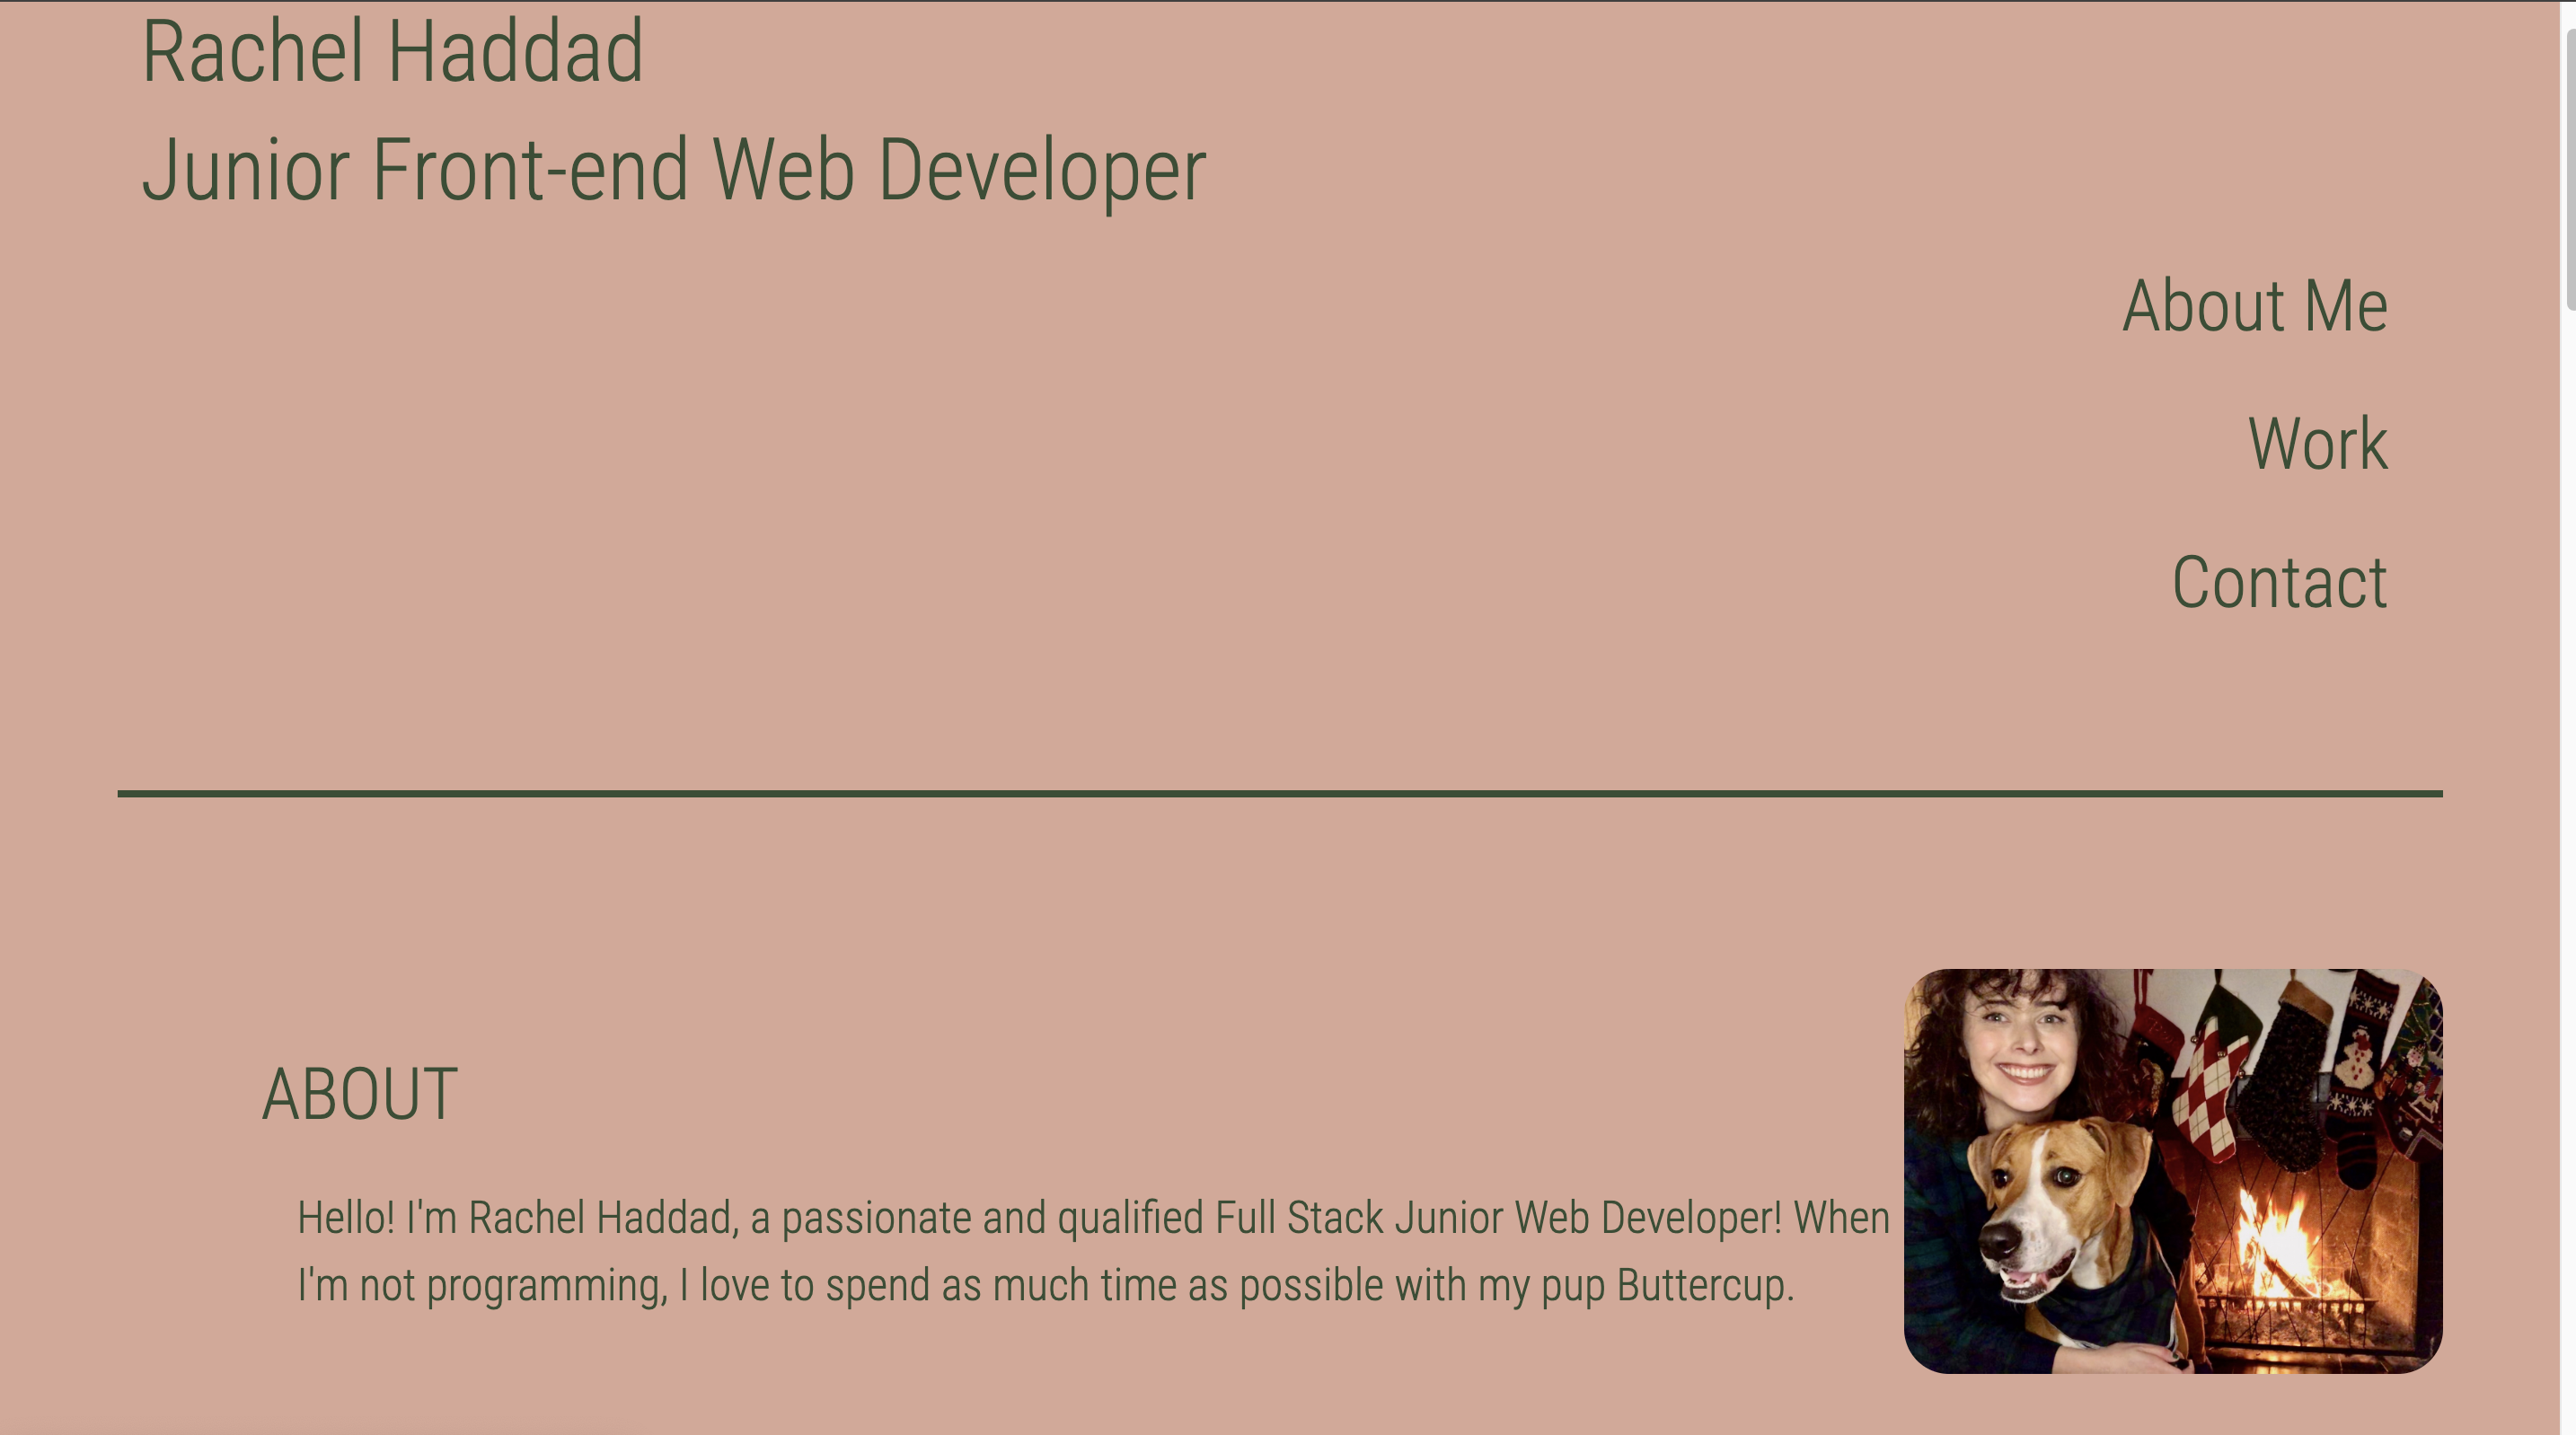 Rachel Haddad
Junior Front-end Web Developer
About Me
Work
Contact
ABOUT
Hello! I'm Rachel Haddad, a passionate and qualified Full Stack Junior Web Developer! When
I'm not programming, I love to spend as much time as possible with my pup Buttercup.